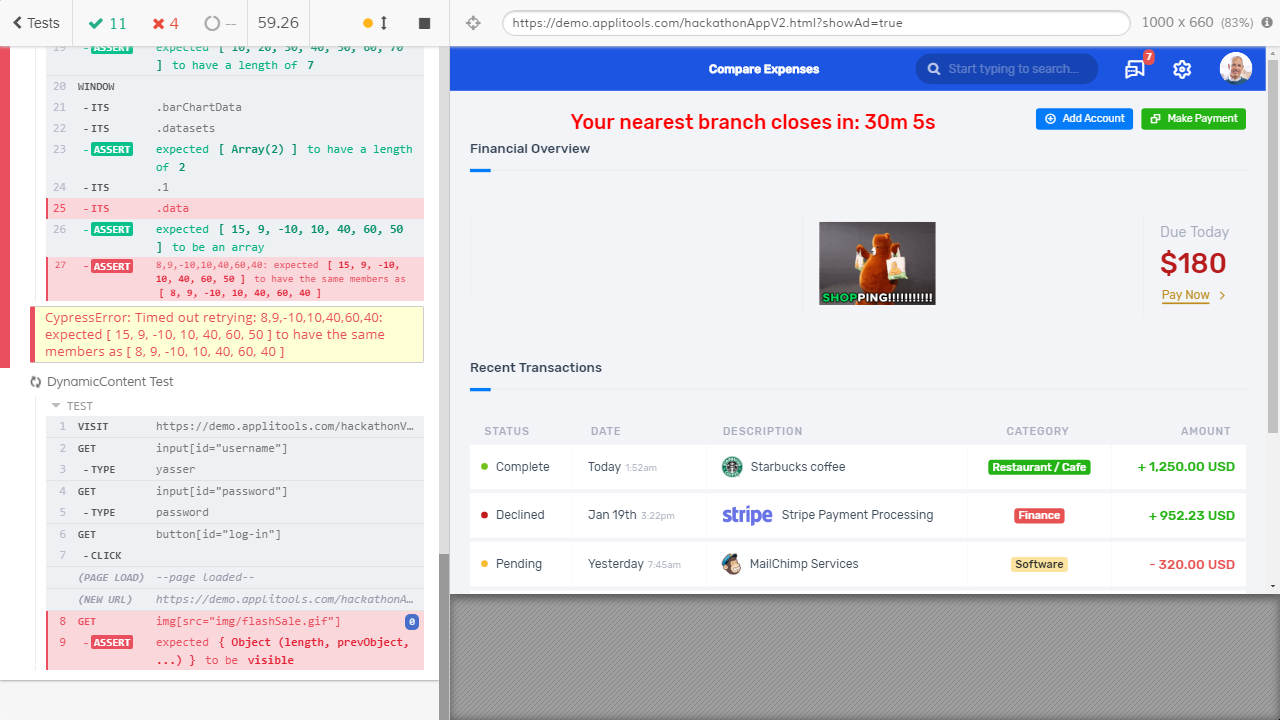 Tests
11
4
--
59.26
https://demo.applitools.com/hackathonAppV2.html?showAd=true
1000 x 660 (83%)
19 - ASSERT expected [ 10, 20, 30, 40, 50, 60, 70
] to have a length of 7
20 WINDOW
21 - ITS .barChartData
22 - ITS .datasets
23 - ASSERT expected [ Array(2) ] to have a length
of 2
24 - ITS .1
25 - ITS .data
26 - ASSERT expected [ 15, 9, -10, 10, 40, 60, 50
] to be an array
27 - ASSERT 8,9,-10,10,40,60,40: expected [ 15, 9, -10,
10, 40, 60, 50 ] to have the same members as
[ 8, 9, -10, 10, 40, 60, 40 ]
CypressError: Timed out retrying: 8,9,-10,10,40,60,40:
expected [ 15, 9, -10, 10, 40, 60, 50 ] to have the same
members as [ 8, 9, -10, 10, 40, 60, 40 ]
DynamicContent Test
TEST
1 VISIT https://demo.applitools.com/hackathonV...
2 GET input[id="username"]
3 - TYPE yasser
4 GET input[id="password"]
5 - TYPE password
6 GET button[id="log-in"]
7 - CLICK
(PAGE LOAD) --page loaded--
(NEW URL) https://demo.applitools.com/hackathonA...
8 GET img[src="img/flashSale.gif"] 0
9 - ASSERT expected { Object (length, prevObject,
...) } to be visible
Compare Expenses
Start typing to search...
7
Your nearest branch closes in: 30m 5s
Add Account
Make Payment
Financial Overview
SHOPPING!!!!!!!!!!!
Due Today
$180
Pay Now
Recent Transactions
STATUS DATE DESCRIPTION CATEGORY AMOUNT
Complete Today 1:52am Starbucks coffee Restaurant / Cafe + 1,250.00 USD
Declined Jan 19th 3:22pm stripe Stripe Payment Processing Finance + 952.23 USD
Pending Yesterday 7:45am MailChimp Services Software - 320.00 USD